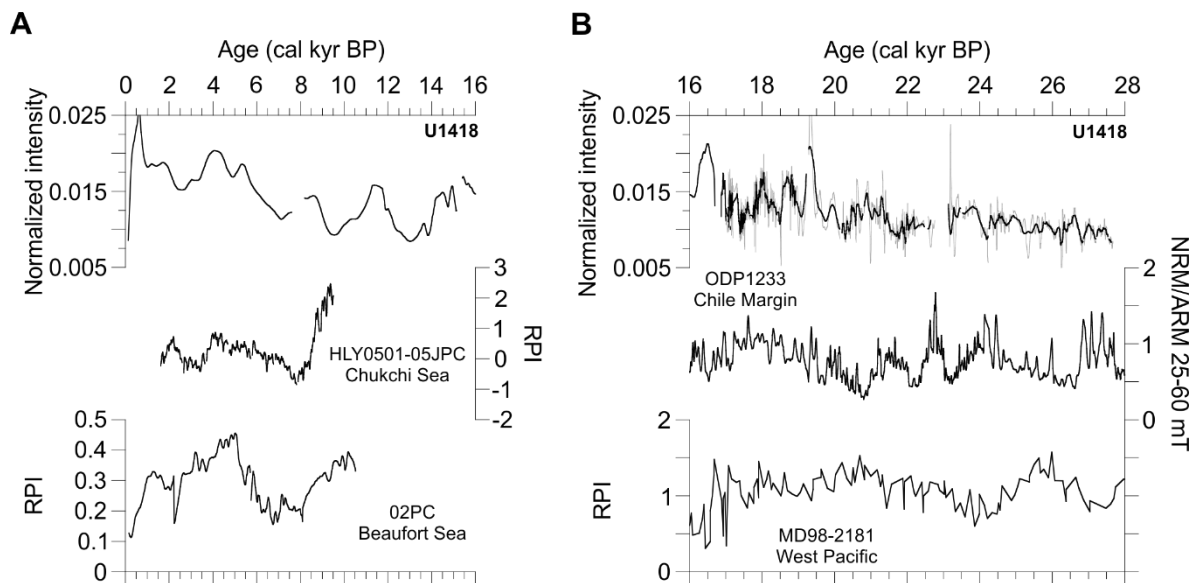 A
Age (cal kyr BP)
0 2 4 6 8 10 12 14 16
Normalized intensity
0.025
0.015
0.005
U1418
3
2
1
0
-1
-2
RPI
HLY0501-05JPC
Chukchi Sea
0.5
0.4
0.3
0.2
0.1
0
RPI
02PC
Beaufort Sea
B
Age (cal kyr BP)
16 18 20 22 24 26 28
Normalized intensity
0.025
0.015
0.005
U1418
ODP1233
Chile Margin
2
1
0
NRM/ARM 25-60 mT
2
1
0
RPI
MD98-2181
West Pacific